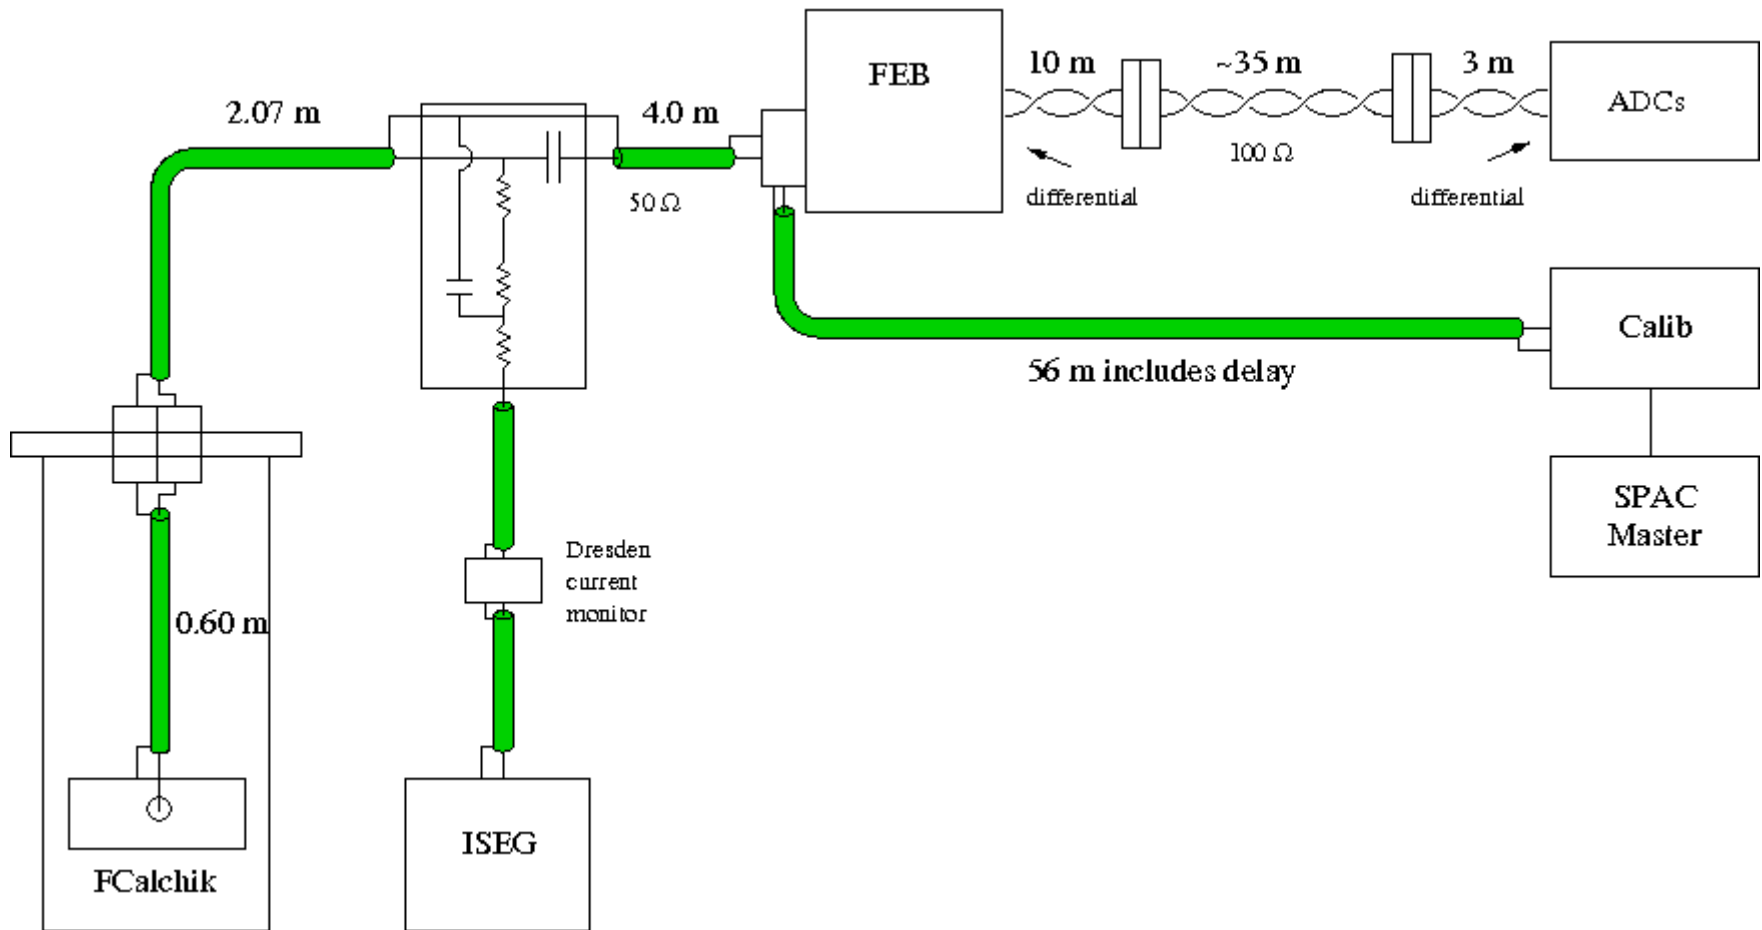 FEB
10 m
~35 m
3 m
ADCs
2.07 m
4.0 m
50 Ω
100 Ω
differential
differential
Calib
56 m includes delay
SPAC
Master
Dresden
current
monitor
0.60 m
ISEG
FCalchik